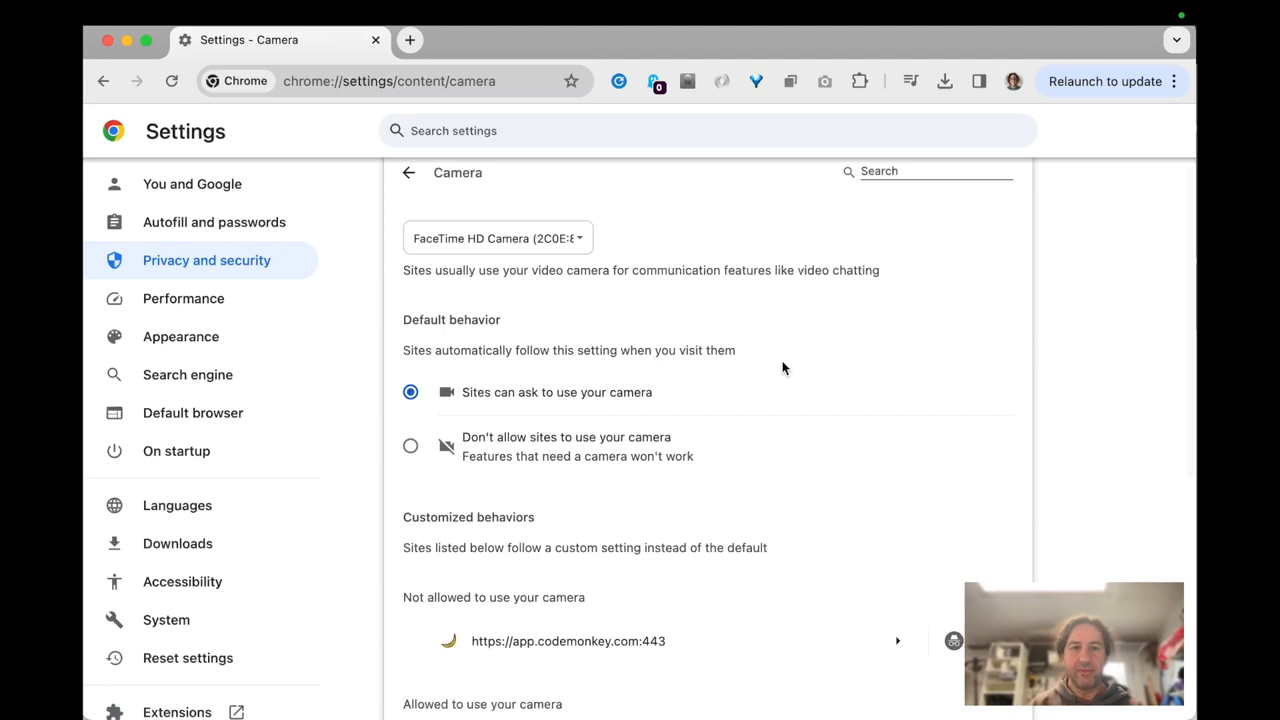 Settings - Camera
Chrome
chrome://settings/content/camera
0
Relaunch to update
Settings
Search settings
You and Google
Autofill and passwords
Privacy and security
Performance
Appearance
Search engine
Default browser
On startup
Languages
Downloads
Accessibility
System
Reset settings
Extensions
Camera
Search
FaceTime HD Camera (2C0E:
Sites usually use your video camera for communication features like video chatting
Default behavior
Sites automatically follow this setting when you visit them
Sites can ask to use your camera
Don't allow sites to use your camera
Features that need a camera won't work
Customized behaviors
Sites listed below follow a custom setting instead of the default
Not allowed to use your camera
https://app.codemonkey.com:443
Allowed to use your camera